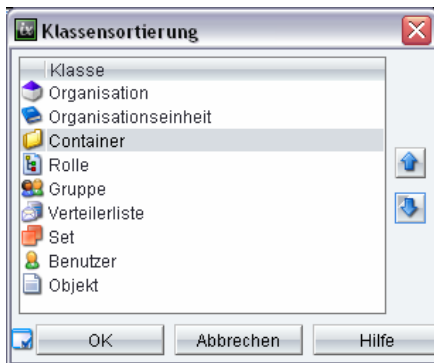 Klassensortierung
Klasse
Organisation
Organisationseinheit
Container
Rolle
Gruppe
Verteilerliste
Set
Benutzer
Objekt
OK Abbrechen Hilfe